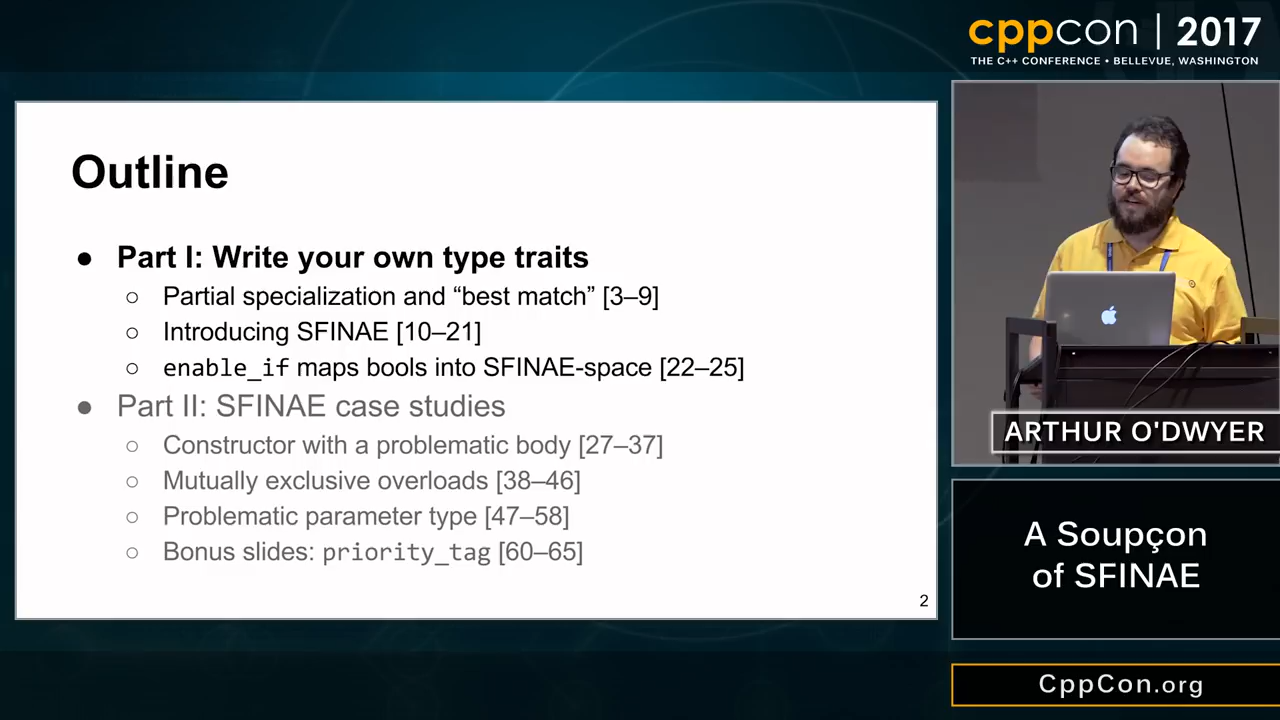 cppcon | 2017
THE C++ CONFERENCE • BELLEVUE, WASHINGTON
Outline
● Part I: Write your own type traits
○ Partial specialization and “best match” [3–9]
○ Introducing SFINAE [10–21]
○ enable_if maps bools into SFINAE-space [22–25]
● Part II: SFINAE case studies
○ Constructor with a problematic body [27–37]
○ Mutually exclusive overloads [38–46]
○ Problematic parameter type [47–58]
○ Bonus slides: priority_tag [60–65]
2
ARTHUR O'DWYER
A Soupçon
of SFINAE
CppCon.org